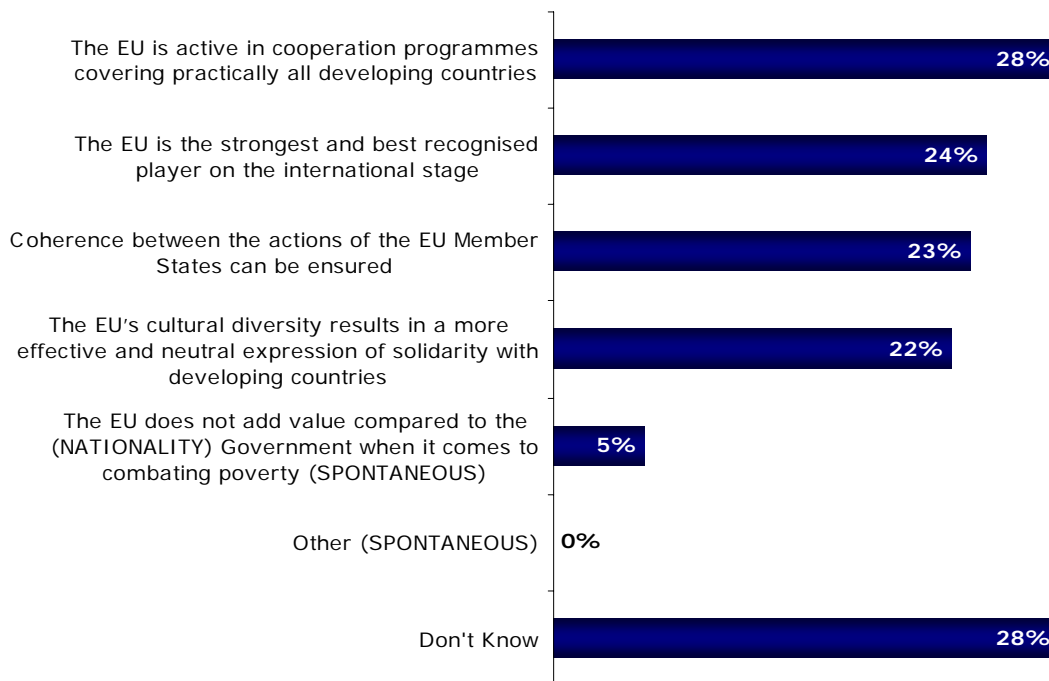 The EU is active in cooperation programmes
covering practically all developing countries
28%
The EU is the strongest and best recognised
player on the international stage
24%
Coherence between the actions of the EU Member
States can be ensured
23%
The EU's cultural diversity results in a more
effective and neutral expression of solidarity with
developing countries
22%
The EU does not add value compared to the
(NATIONALITY) Government when it comes to
combating poverty (SPONTANEOUS)
5%
Other (SPONTANEOUS)
0%
Don't Know
28%